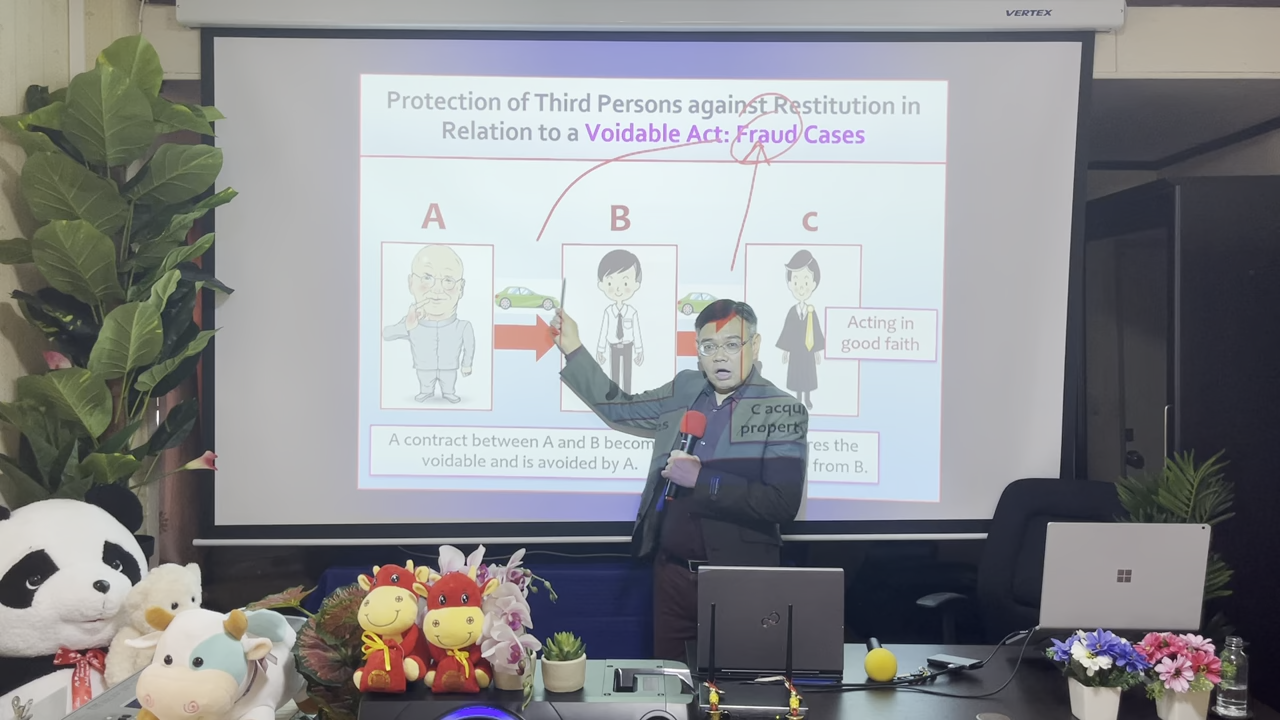 VERTEX
Protection of Third Persons against Restitution in
Relation to a Voidable Act: Fraud Cases
A
B
C
Acting in
good faith
A contract between A and B becom
voidable and is avoided by A.
C acqu res the
property from B.